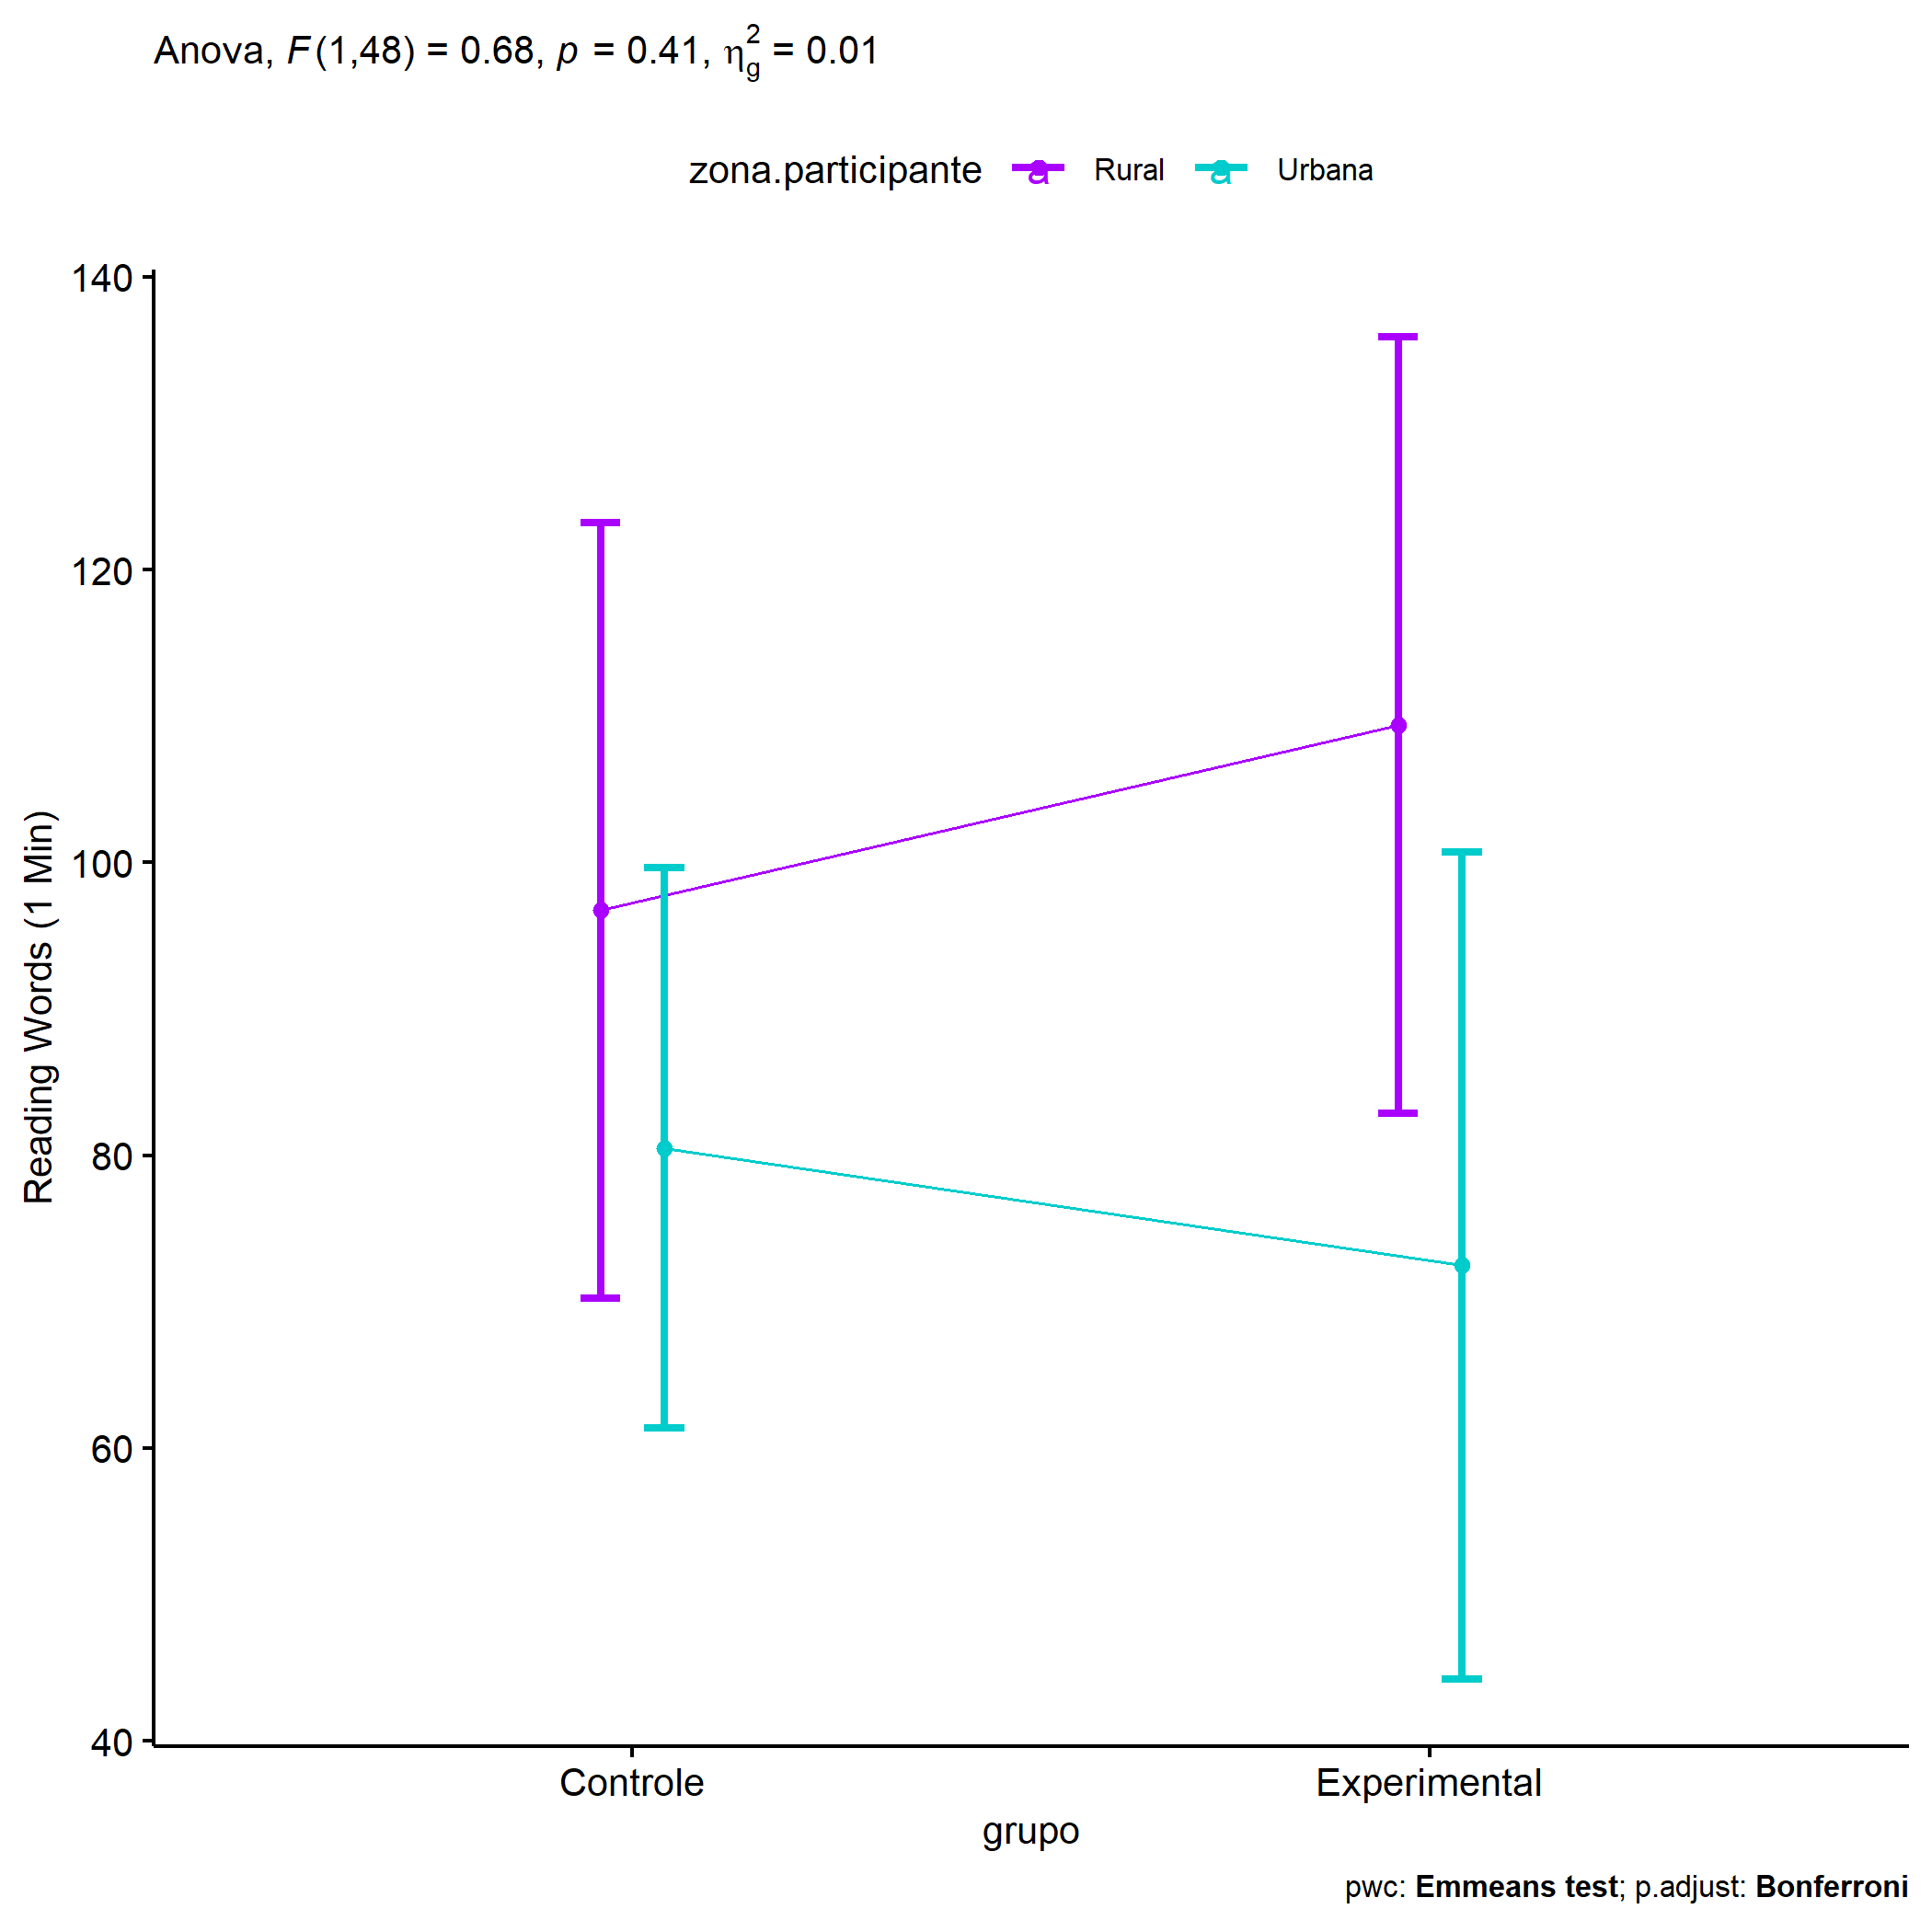 Anova, F(1,48) = 0.68, p = 0.41, η²g = 0.01
zona.participante a Rural a Urbana
140
120
100
80
60
40
Reading Words (1 Min)
Controle Experimental
grupo
pwc: Emmeans test; p.adjust: Bonferroni